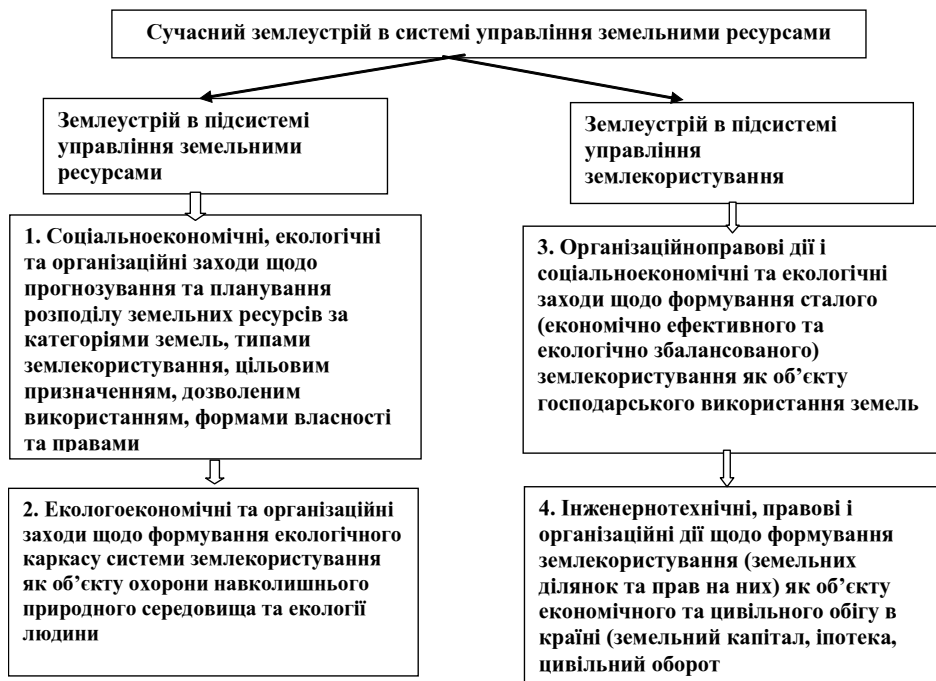 Сучасний землеустрій в системі управління земельними ресурсами
Землеустрій в підсистемі
управління земельними
ресурсами
Землеустрій в підсистемі
управління
землекористування
1. Соціальноекономічні, екологічні
та організаційні заходи щодо
прогнозування та планування
розподілу земельних ресурсів за
категоріями земель, типами
землекористування, цільовим
призначенням, дозволеним
використанням, формами власності
та правами
3. Організаційноправові дії і
соціальноекономічні та екологічні
заходи щодо формування сталого
(економічно ефективного та
екологічно збалансованого)
землекористування як об’єкту
господарського використання земель
2. Екологоекономічні та організаційні
заходи щодо формування екологічного
каркасу системи землекористування
як об’єкту охорони навколишнього
природного середовища та екології
людини
4. Інженернотехнічні, правові і
організаційні дії щодо формування
землекористування (земельних
ділянок та прав на них) як об’єкту
економічного та цивільного обігу в
країні (земельний капітал, іпотека,
цивільний оборот